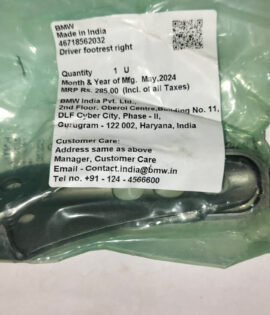 BMW
Made in India
46718562032
Driver footrest right
Quantity 1 U
Month & Year of Mfg. May.2024
MRP Rs. 285.00 (Incl. of all Taxes)
BMW India Pvt. Ltd.,
2nd Floor, Oberoi Centre,Building No. 11,
DLF Cyber City, Phase - II,
Gurugram - 122 002, Haryana, India
Customer Care:
Address same as above
Manager, Customer Care
Email - Contact.india@bmw.in
Tel no. +91 - 124 - 4566600